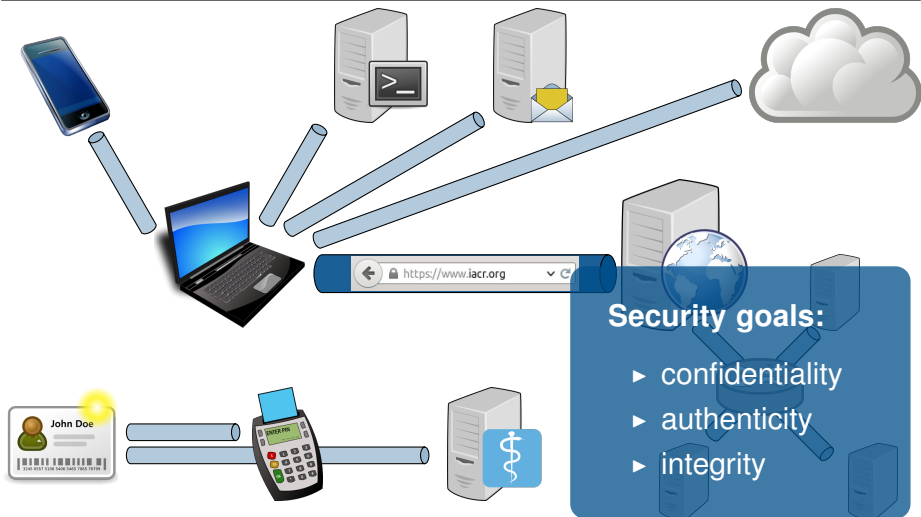 >_
https://www.iacr.org
Security goals:
► confidentiality
► authenticity
► integrity
John Doe
ENTER PIN